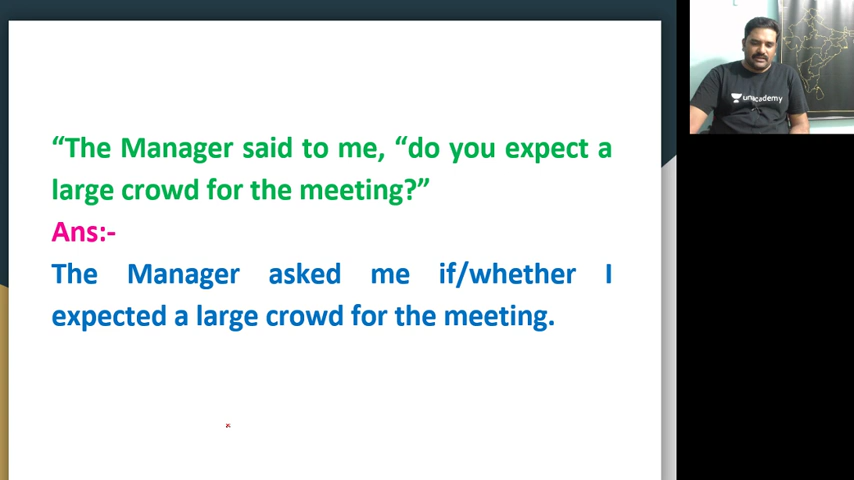 “The Manager said to me, “do you expect a
large crowd for the meeting?”
Ans:-
The Manager asked me if/whether I
expected a large crowd for the meeting.
unacademy